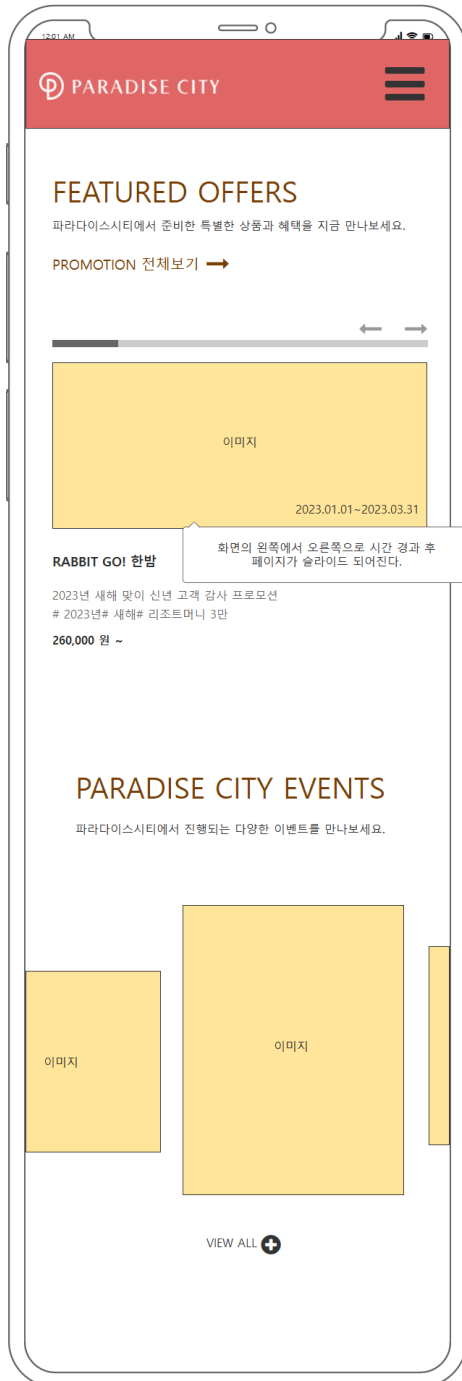 12:01 AM
PARADISE CITY
FEATURED OFFERS
파라다이스시티에서 준비한 특별한 상품과 혜택을 지금 만나보세요.
PROMOTION 전체보기
이미지
2023.01.01~2023.03.31
화면의 왼쪽에서 오른쪽으로 시간 경과 후
페이지가 슬라이드 되어진다.
RABBIT GO! 한밤
2023년 새해 맞이 신년 고객 감사 프로모션
# 2023년# 새해# 리조트머니 3만
260,000 원 ~
PARADISE CITY EVENTS
파라다이스시티에서 진행되는 다양한 이벤트를 만나보세요.
이미지
이미지
VIEW ALL